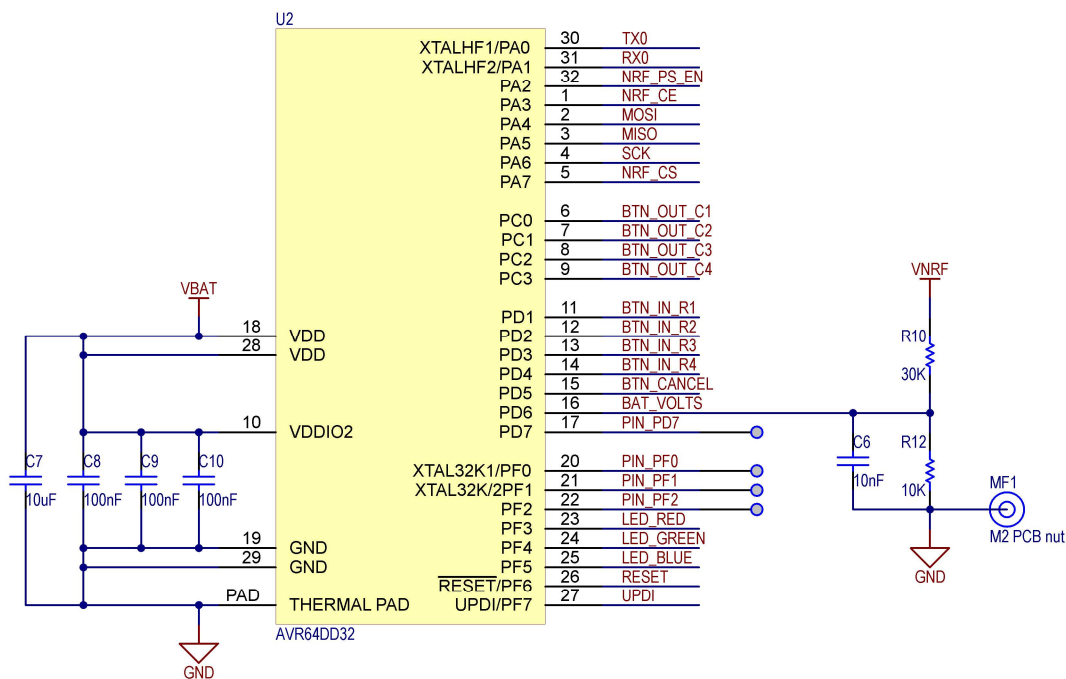 U2
XTALHF1/PA0 30 TX0
XTALHF2/PA1 31 RX0
PA2 32 NRF_PS_EN
PA3 1 NRF_CE
PA4 2 MOSI
PA5 3 MISO
PA6 4 SCK
PA7 5 NRF_CS
PC0 6 BTN_OUT_C1
PC1 7 BTN_OUT_C2
PC2 8 BTN_OUT_C3
PC3 9 BTN_OUT_C4
VNRF
VBAT
PD1 11 BTN_IN_R1
18 VDD PD2 12 BTN_IN_R2
R10
28 VDD PD3 13 BTN_IN_R3
PD4 14 BTN_IN_R4
30K
PD5 15 BTN_CANCEL
PD6 16 BAT_VOLTS
10 VDDIO2 PD7 17 PIN_PD7
C6
R12
C7 C8 C9 C10
XTAL32K1/PF0 20 PIN_PF0
10nF
XTAL32K/2PF1 21 PIN_PF1
10K
MF1
10uF 100nF 100nF 100nF
PF2 22 PIN_PF2
PF3 23 LED_RED
M2 PCB nut
19 GND PF4 24 LED_GREEN
29 GND PF5 25 LED_BLUE
GND
RESET/PF6 26 RESET
PAD THERMAL PAD UPDI/PF7 27 UPDI
AVR64DD32
GND